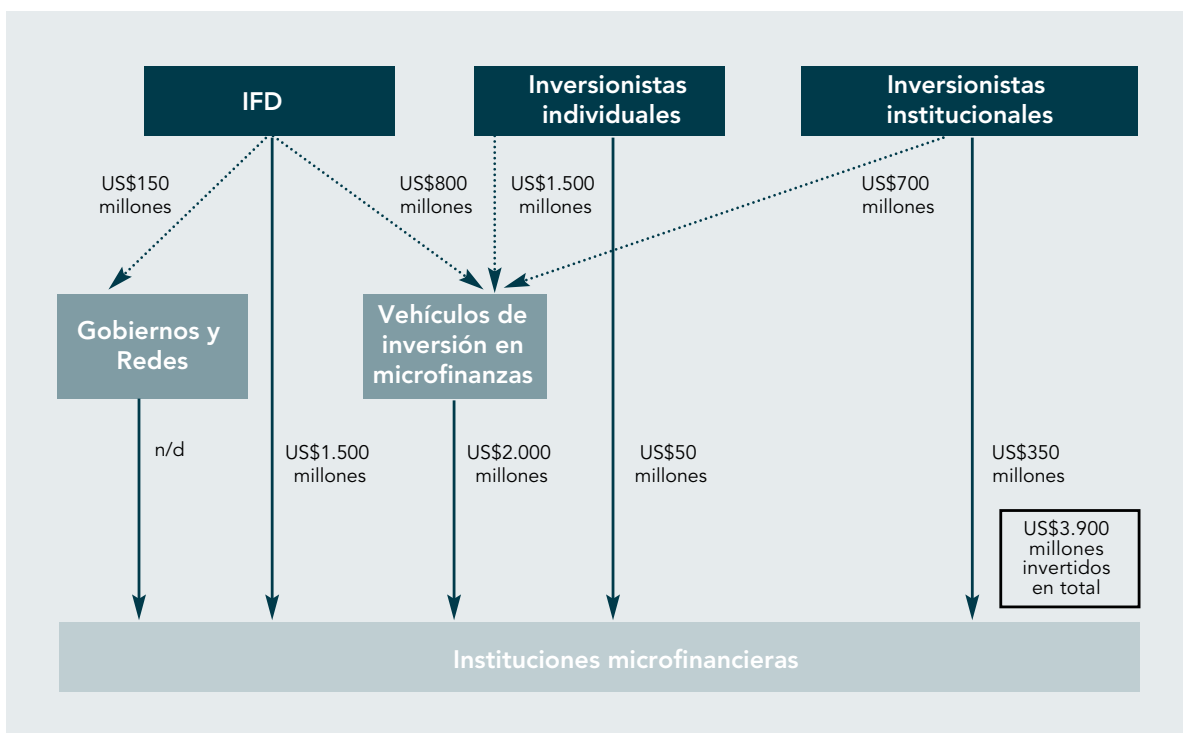 IFD
Inversionistas
individuales
Inversionistas
institucionales
US$150
millones
US$800
millones
US$1.500
millones
US$700
millones
Gobiernos y
Redes
Vehículos de
inversión en
microfinanzas
n/d
US$1.500
millones
US$2.000
millones
US$50
millones
US$350
millones
US$3.900
millones
invertidos
en total
Instituciones microfinancieras